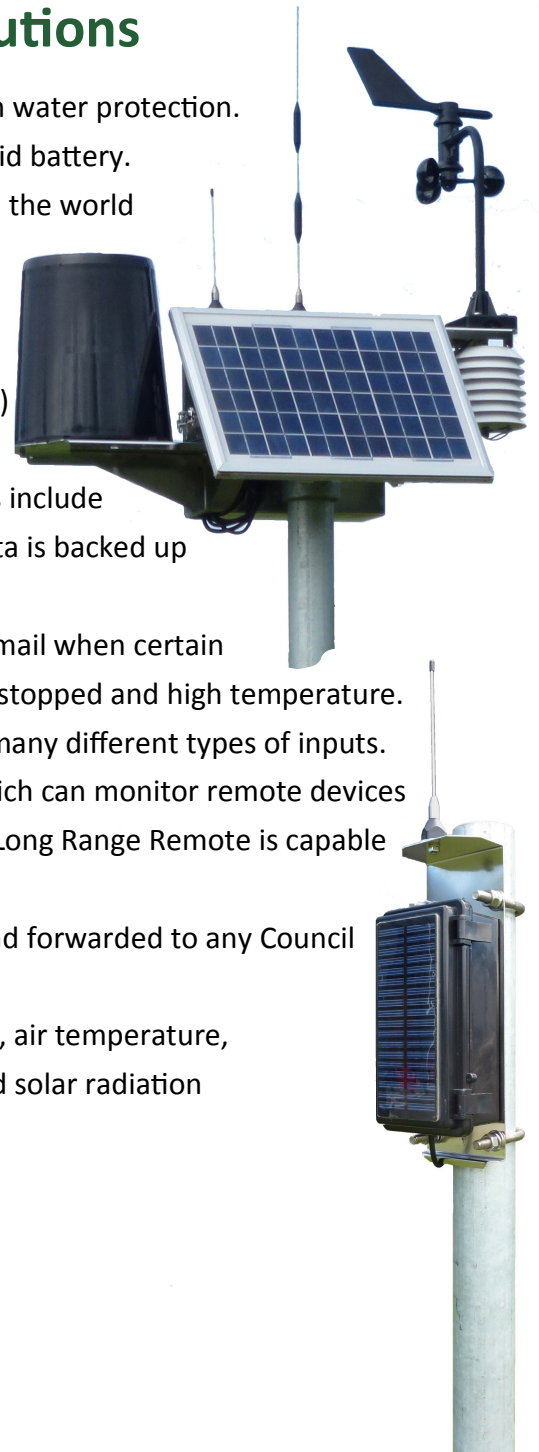 utions
n water protection.
id battery.
the world
)
s include
ta is backed up
mail when certain
stopped and high temperature.
many different types of inputs.
ich can monitor remote devices
Long Range Remote is capable
nd forwarded to any Council
, air temperature,
d solar radiation